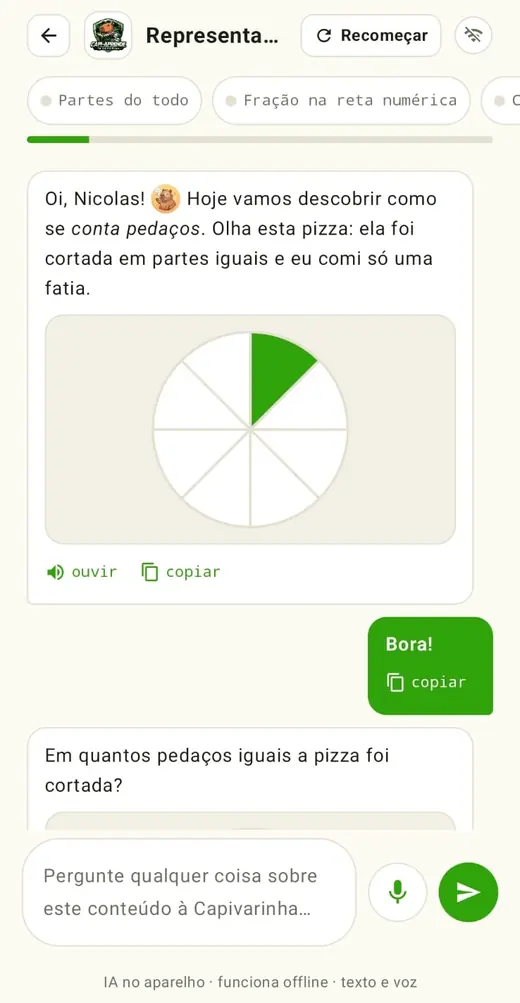 Representa...
Recomeçar
Partes do todo
Fração na reta numérica
Oi, Nicolas! Hoje vamos descobrir como
se conta pedaços. Olha esta pizza: ela foi
cortada em partes iguais e eu comi só uma
fatia.
ouvir
copiar
Bora!
copiar
Em quantos pedaços iguais a pizza foi
cortada?
Pergunte qualquer coisa sobre
este conteúdo à Capivarinha...
IA no aparelho · funciona offline · texto e voz